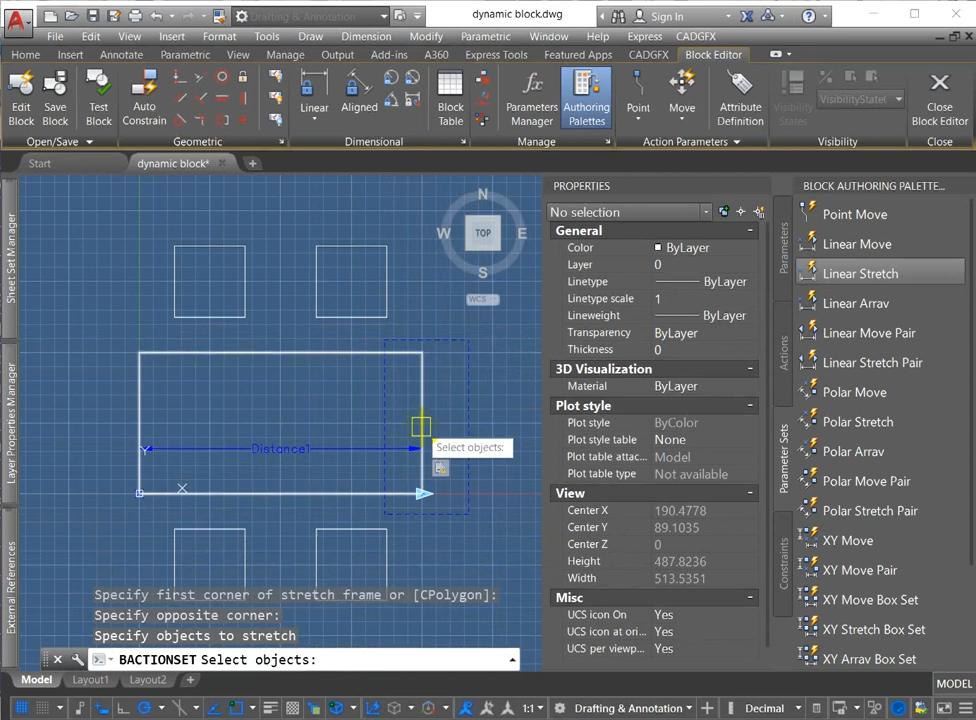 Drafting & Annotation
dynamic block.dwg
Sign In
File Edit View Insert Format Tools Draw Dimension Modify Parametric Window Help Express CADGFX
Home Insert Annotate Parametric View Manage Output Add-ins A360 Express Tools Featured Apps CADGFX Block Editor
Edit Block
Save Block
Test Block
Auto Constrain
Linear
Aligned
Block Table
Parameters Manager
Authoring Palettes
Point
Move
Attribute Definition
Visibility States
VisibilityState(
Close Block Editor
Open/Save
Geometric
Dimensional
Manage
Action Parameters
Visibility
Close
Start
dynamic block*
Sheet Set Manager
Layer Properties Manager
External References
N
W
TOP
E
S
WCS
Y
Distance1
X
Select objects:
Specify first corner of stretch frame or [CPolygon]:
Specify opposite corner:
Specify objects to stretch
BACTIONSET Select objects:
PROPERTIES
No selection
General
Color ByLayer
Layer 0
Linetype ByLayer
Linetype scale 1
Lineweight ByLayer
Transparency ByLayer
Thickness 0
3D Visualization
Material ByLayer
Plot style
Plot style ByColor
Plot style table None
Plot table attac... Model
Plot table type Not available
View
Center X 190.4778
Center Y 89.1035
Center Z 0
Height 487.8236
Width 513.5351
Misc
UCS icon On Yes
UCS icon at ori... Yes
UCS per viewp... Yes
BLOCK AUTHORING PALETTE...
Parameters
Actions
Parameter Sets
Constraints
Point Move
Linear Move
Linear Stretch
Linear Array
Linear Move Pair
Linear Stretch Pair
Polar Move
Polar Stretch
Polar Array
Polar Move Pair
Polar Stretch Pair
XY Move
XY Move Pair
XY Move Box Set
XY Stretch Box Set
XY Array Box Set
Model Layout1 Layout2
MODEL
1:1
Drafting & Annotation
Decimal